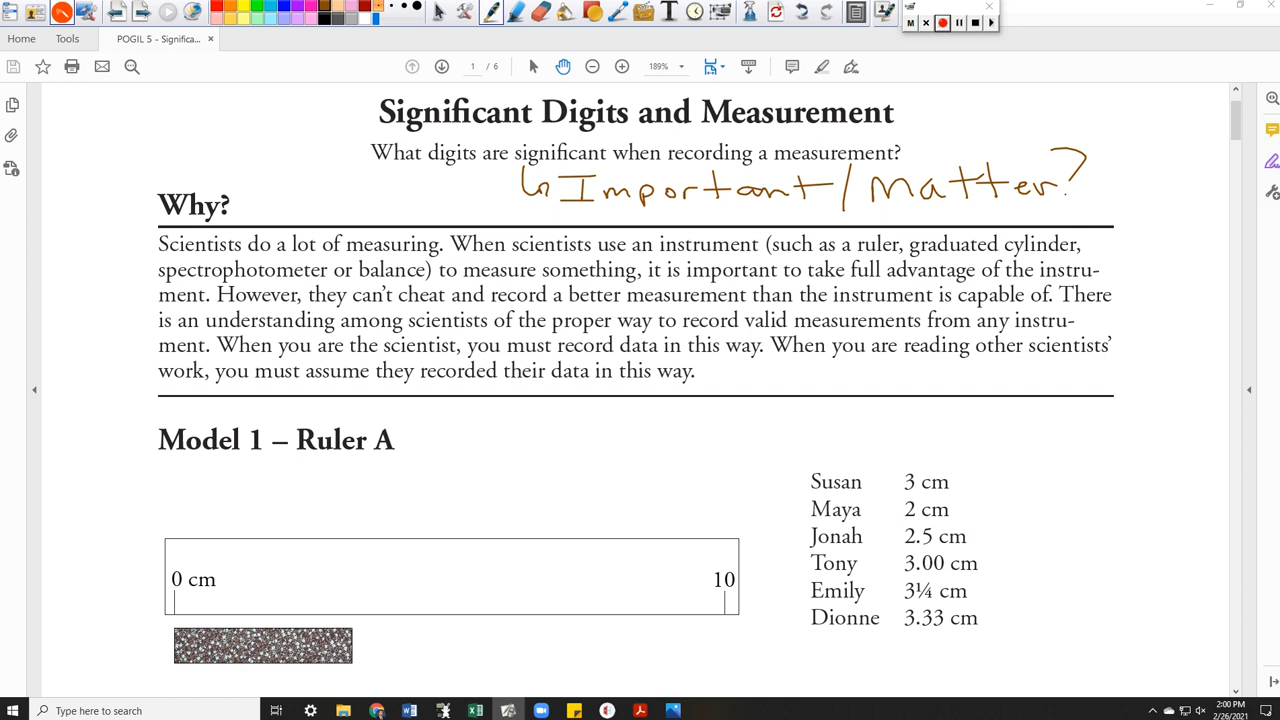 M
Home
Tools
POGIL 5 - Significa...
1 / 6
189%
Significant Digits and Measurement
What digits are significant when recording a measurement?
Important/Matter?
Why?
Scientists do a lot of measuring. When scientists use an instrument (such as a ruler, graduated cylinder,
spectrophotometer or balance) to measure something, it is important to take full advantage of the instru-
ment. However, they can't cheat and record a better measurement than the instrument is capable of. There
is an understanding among scientists of the proper way to record valid measurements from any instru-
ment. When you are the scientist, you must record data in this way. When you are reading other scientists'
work, you must assume they recorded their data in this way.
Model 1 – Ruler A
Susan 3 cm
Maya 2 cm
Jonah 2.5 cm
Tony 3.00 cm
Emily 3¼ cm
Dionne 3.33 cm
0 cm 10
Type here to search
2:00 PM
2/26/2021